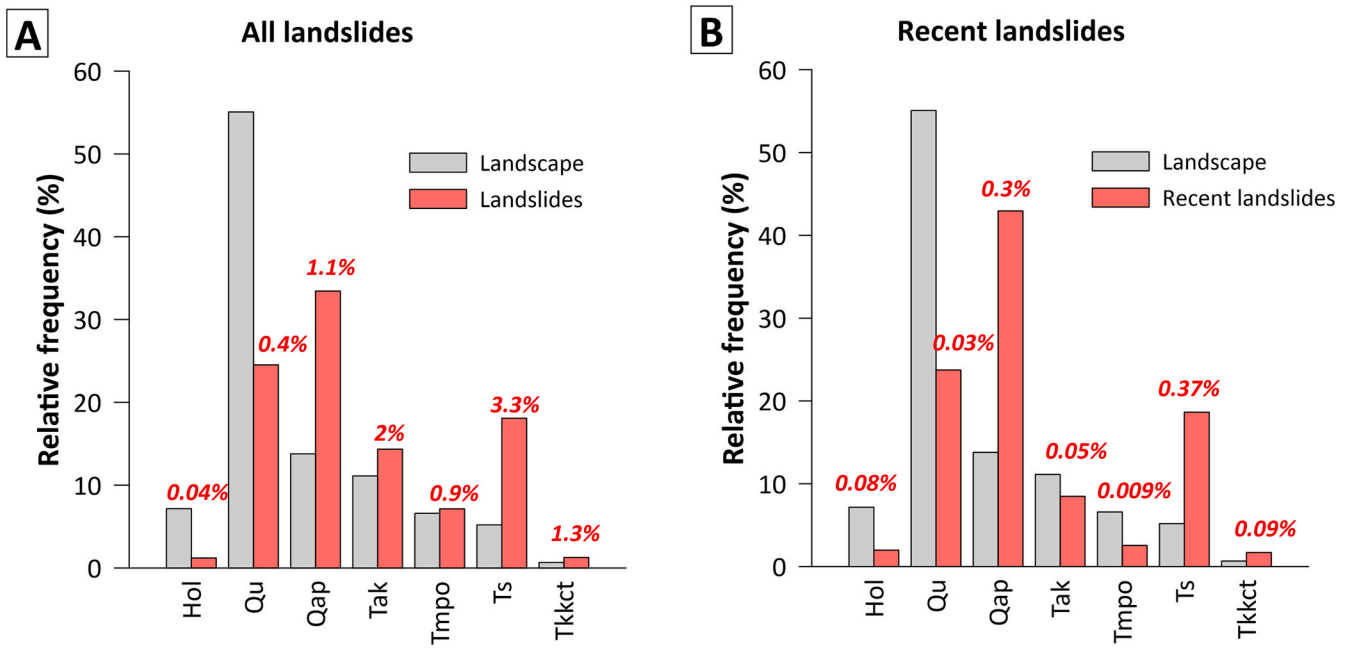 A
All landslides
Relative frequency (%)
60
50
40
30
20
10
0
Landscape
Landslides
0.04%
0.4%
1.1%
2%
0.9%
3.3%
1.3%
Hol
Qu
Qap
Tak
Tmpo
Ts
Tkkct
B
Recent landslides
Relative frequency (%)
60
50
40
30
20
10
0
Landscape
Recent landslides
0.08%
0.03%
0.3%
0.05%
0.009%
0.37%
0.09%
Hol
Qu
Qap
Tak
Tmpo
Ts
Tkkct